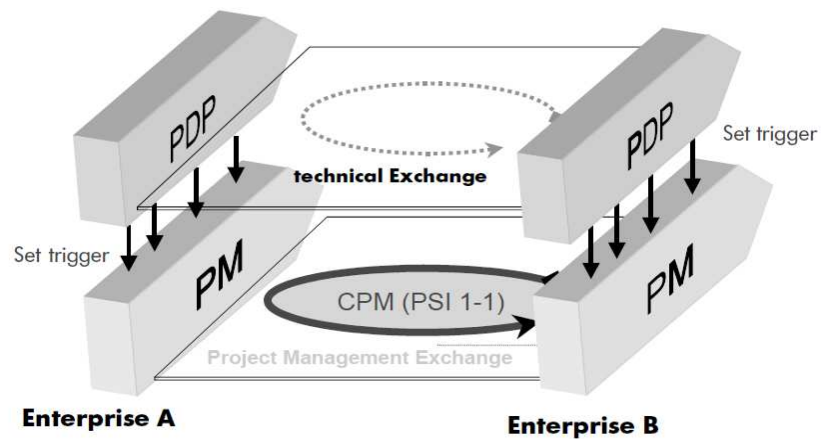 PDP
PDP
Set trigger
technical Exchange
Set trigger
PM
PM
CPM (PSI 1-1)
Project Management Exchange
Enterprise A
Enterprise B